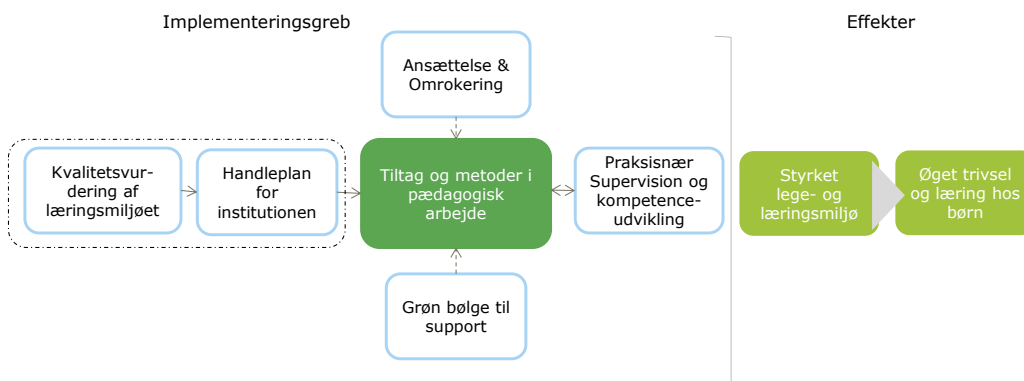 Implementeringsgreb
Effekter
Ansættelse &
Omrokering
Kvalitetsvur-
dering af
læringsmiljøet
Handleplan
for
institutionen
Tiltag og metoder i
pædagogisk
arbejde
Praksisnær
Supervision og
kompetence-
udvikling
Styrket
lege- og
læringsmiljø
Øget trivsel
og læring hos
børn
Grøn bølge til
support